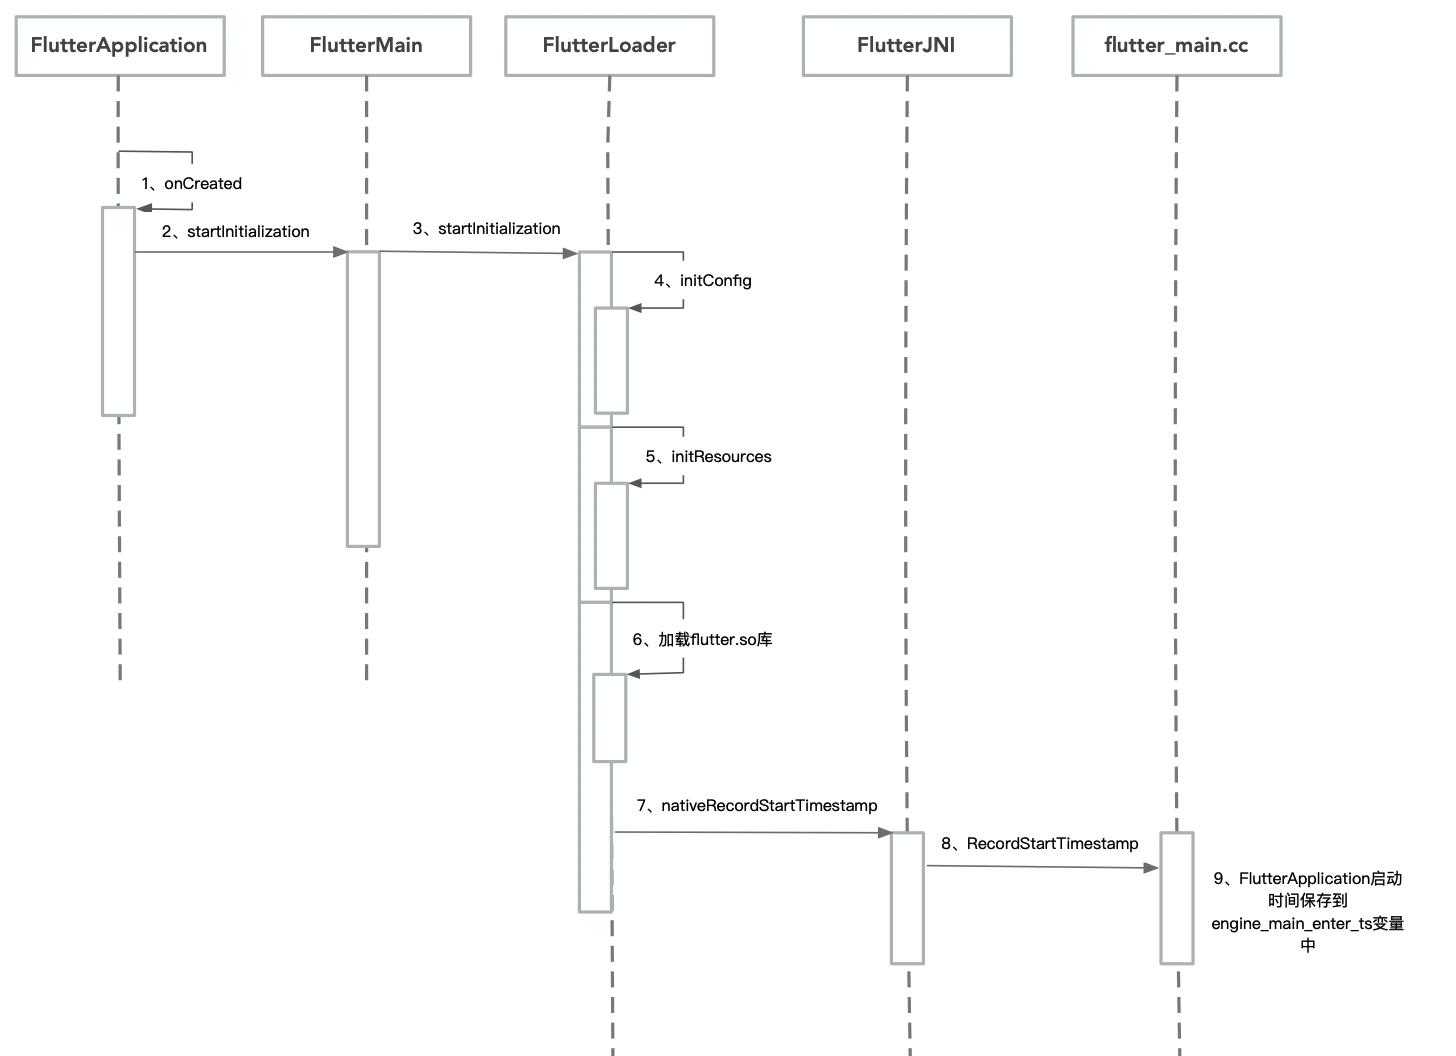 FlutterApplication
FlutterMain
FlutterLoader
FlutterJNI
flutter_main.cc
1、onCreated
2、startInitialization
3、startInitialization
4、initConfig
5、initResources
6、加载flutter.so库
7、nativeRecordStartTimestamp
8、RecordStartTimestamp
9、FlutterApplication启动
时间保存到
engine_main_enter_ts变量
中